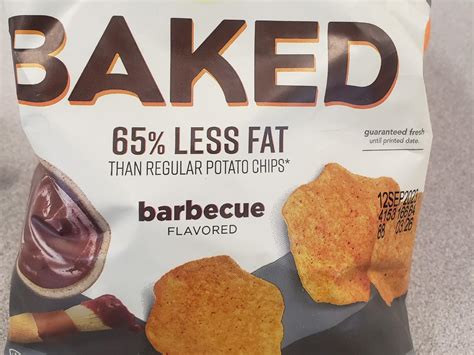 BAKED
65% LESS FAT
THAN REGULAR POTATO CHIPS*
guaranteed fresh
until printed date.
barbecue
FLAVORED